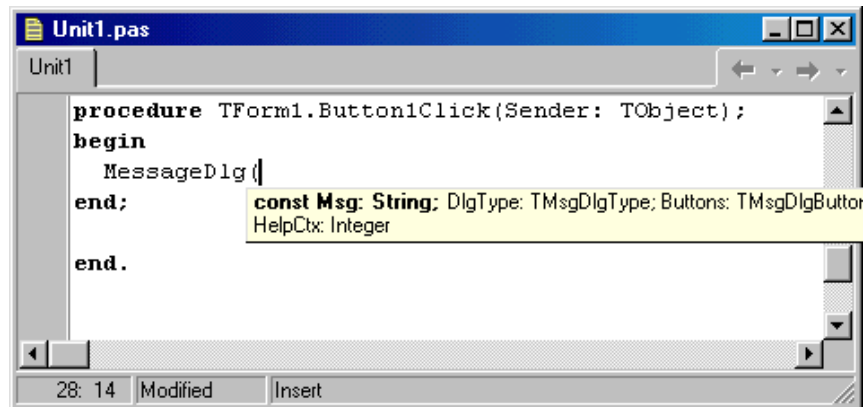 Unit1.pas
Unit1
procedure TForm1.Button1Click(Sender: TObject);
begin
MessageDlg(
const Msg: String; DlgType: TMsgDlgType; Buttons: TMsgDlgButton
HelpCtx: Integer
end;
end.
28: 14 Modified Insert